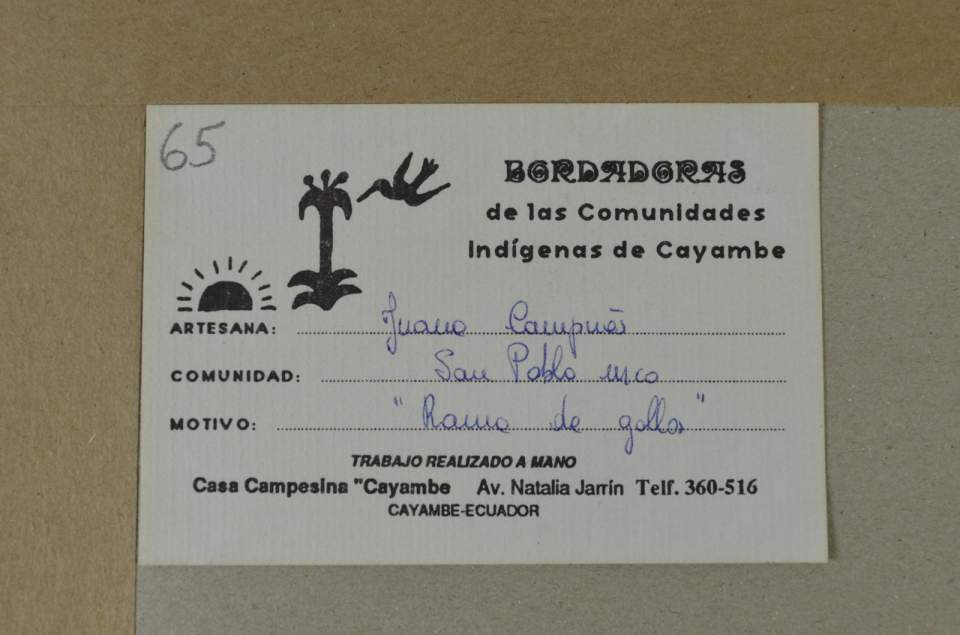 65
BORDADORAS
de las Comunidades
Indígenas de Cayambe
ARTESANA: Juana Campués
COMUNIDAD: San Pablo urco
MOTIVO: "Rama de gallos"
TRABAJO REALIZADO A MANO
Casa Campesina "Cayambe Av. Natalia Jarrín Telf. 360-516
CAYAMBE-ECUADOR